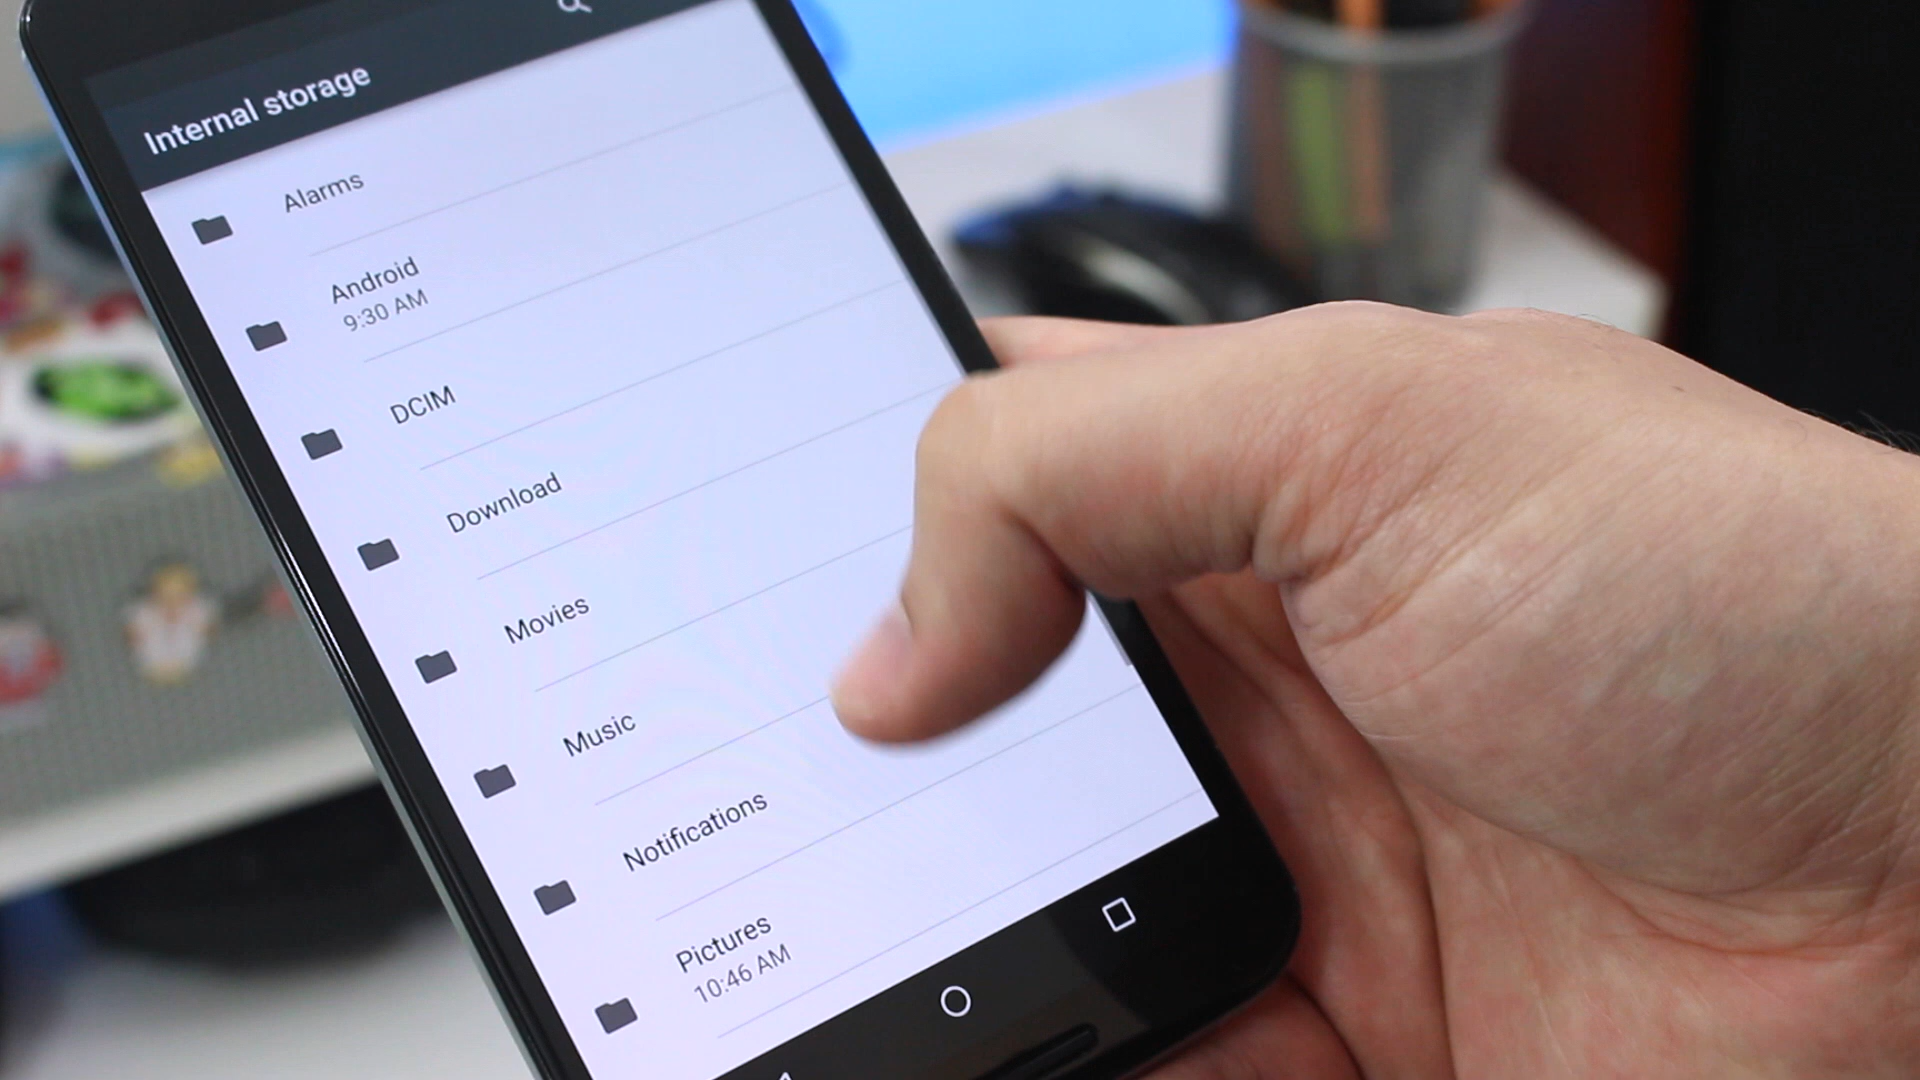 Internal storage
Alarms
Android
9:30 AM
DCIM
Download
Movies
Music
Notifications
Pictures
10:46 AM